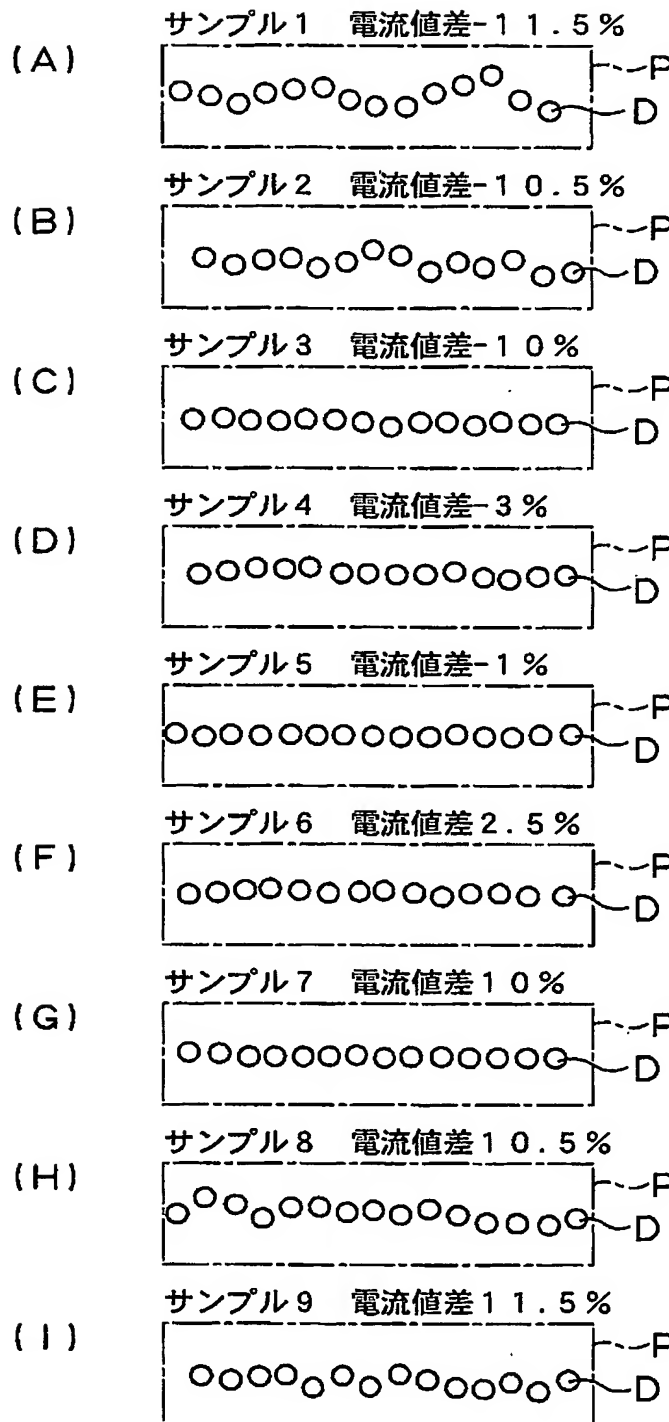 サンプル1 電流値差-11.5%
(A)
P
D
サンプル2 電流値差-10.5%
(B)
P
D
サンプル3 電流値差-10%
(C)
P
D
サンプル4 電流値差-3%
(D)
P
D
サンプル5 電流値差-1%
(E)
P
D
サンプル6 電流値差2.5%
(F)
P
D
サンプル7 電流値差10%
(G)
P
D
サンプル8 電流値差10.5%
(H)
P
D
サンプル9 電流値差11.5%
(I)
P
D